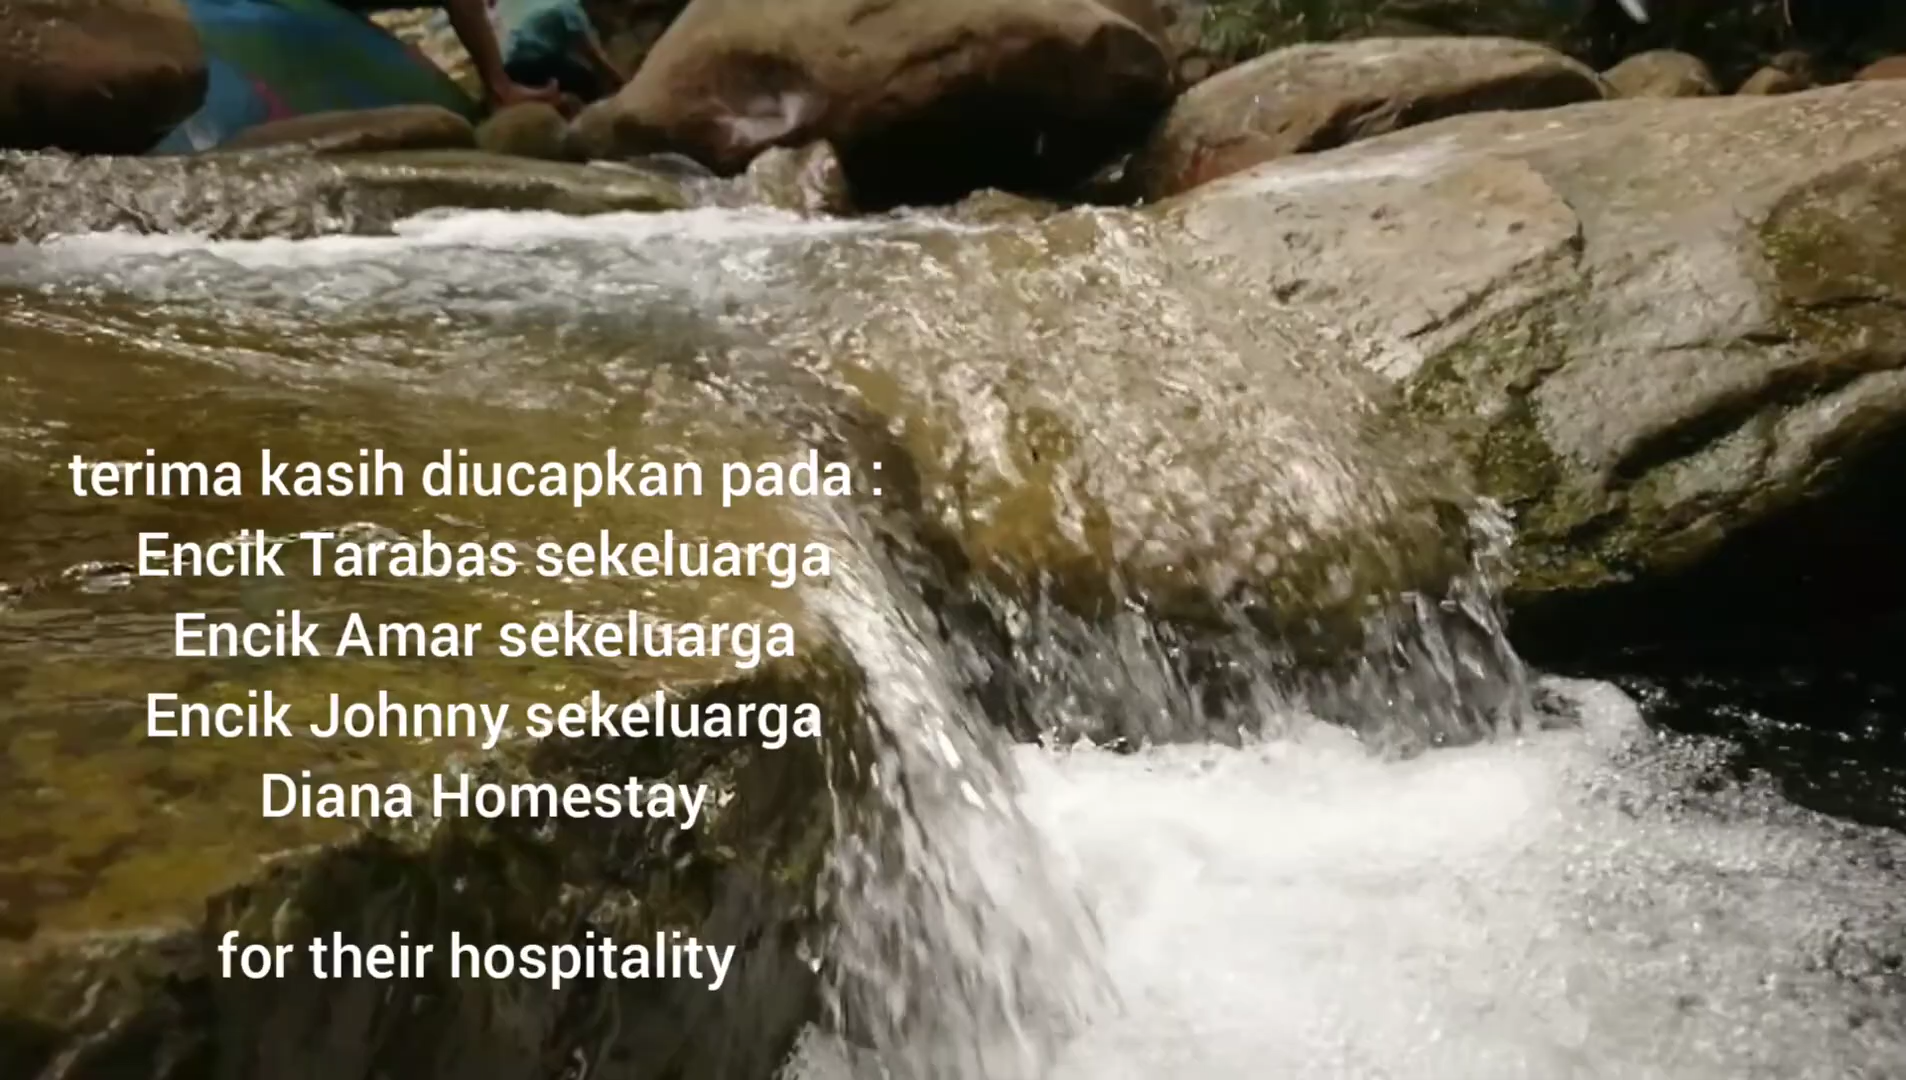 terima kasih diucapkan pada :
Encik Tarabas sekeluarga
Encik Amar sekeluarga
Encik Johnny sekeluarga
Diana Homestay
for their hospitality